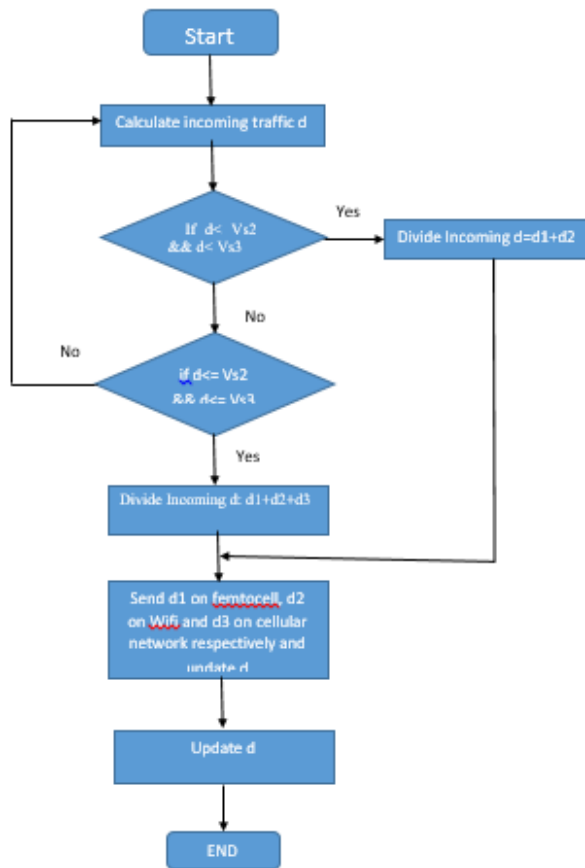 Start
Calculate incoming traffic d
If d< Vs2
&& d< Vs3
Yes
Divide Incoming d=d1+d2
No
No
if d<= Vs2
&& d<= Vs3
Yes
Divide Incoming d: d1+d2+d3
Send d1 on femtocell, d2
on Wifi and d3 on cellular
network respectively and
update d
Update d
END